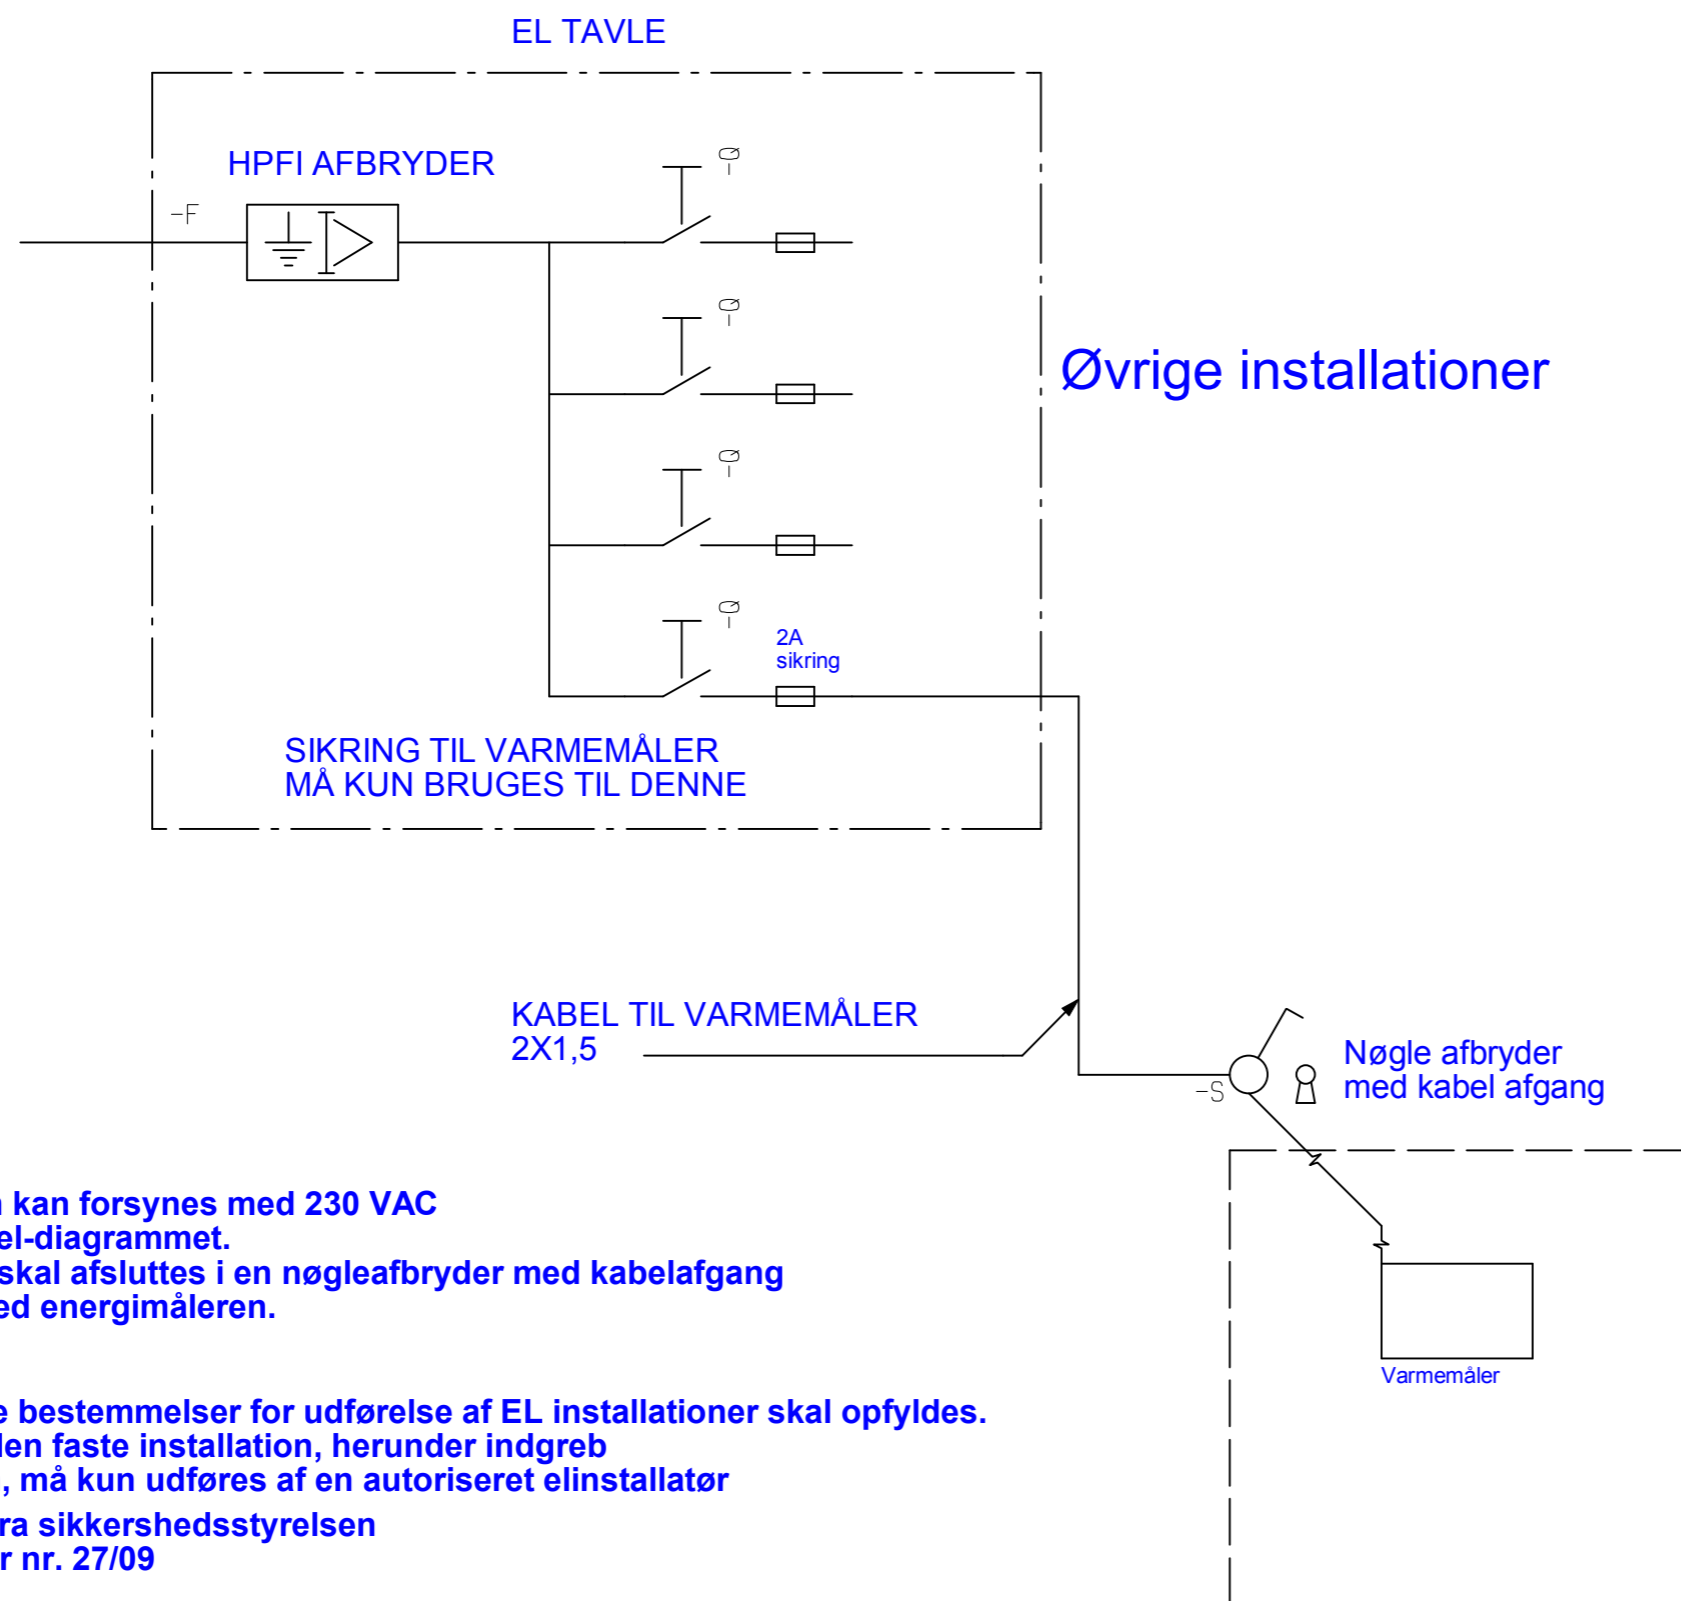 EL TAVLE
HPFI AFBRYDER
-F
-Q
-Q
Øvrige installationer
-Q
-Q
2A
sikring
SIKRING TIL VARMEMÅLER
MÅ KUN BRUGES TIL DENNE
KABEL TIL VARMEMÅLER
2X1,5
-S
Nøgle afbryder
med kabel afgang
kan forsynes med 230 VAC
el-diagrammet.
skal afsluttes i en nøgleafbryder med kabelafgang
ed energimåleren.
Varmemåler
e bestemmelser for udførelse af EL installationer skal opfyldes.
den faste installation, herunder indgreb
, må kun udføres af en autoriseret elinstallatør
ra sikkershedsstyrelsen
r nr. 27/09